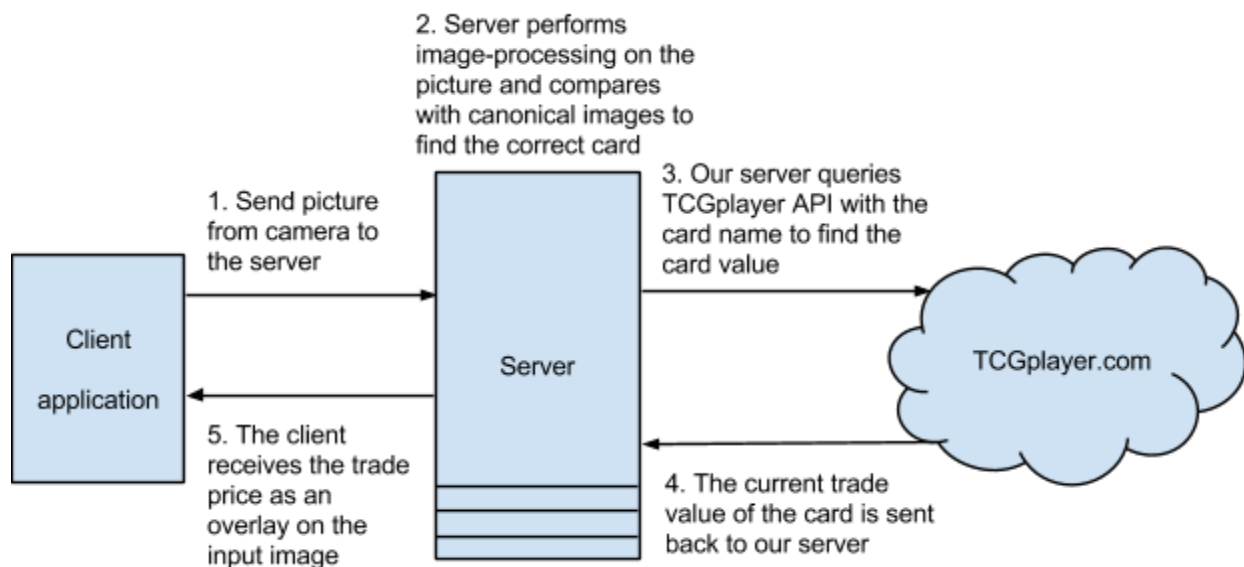 2. Server performs
image-processing on the
picture and compares
with canonical images to
find the correct card
1. Send picture
from camera to
the server
3. Our server queries
TCGplayer API with the
card name to find the
card value
Client
application
Server
TCGplayer.com
5. The client
receives the trade
price as an
overlay on the
input image
4. The current trade
value of the card is sent
back to our server